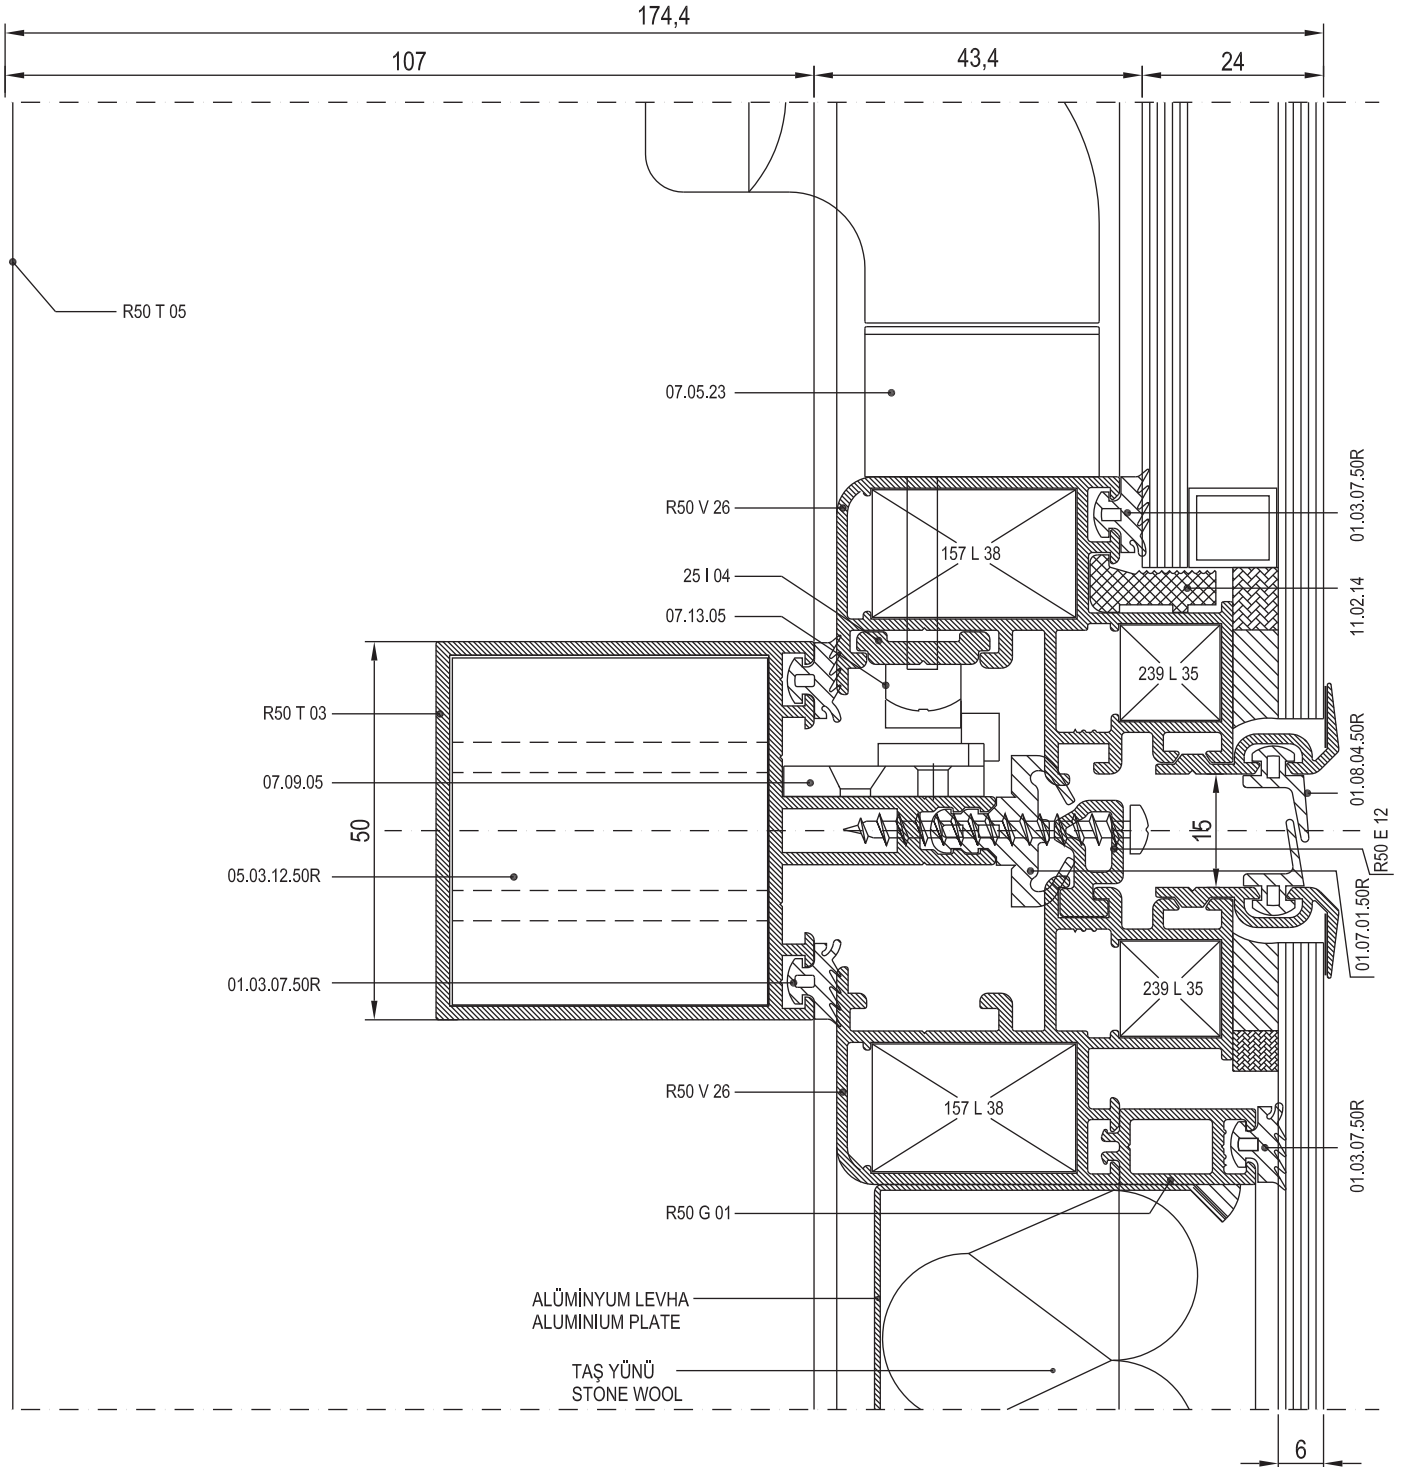 174,4
107
43,4
24
R50 T 05
07.05.23
R50 V 26
157 L 38
01.03.07.50R
25 I 04
07.13.05
11.02.14
239 L 35
R50 T 03
07.09.05
01.08.04.50R
50
15
R50 E 12
05.03.12.50R
01.07.01.50R
01.03.07.50R
239 L 35
R50 V 26
157 L 38
01.03.07.50R
R50 G 01
ALÜMİNYUM LEVHA
ALUMINIUM PLATE
TAŞ YÜNÜ
STONE WOOL
6